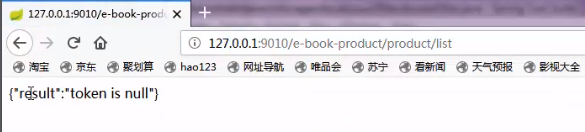 127.0.0.1:9010/e-book-product/
127.0.0.1:9010/e-book-product/product/list
淘宝 京东 聚划算 hao123 网址导航 唯品会 苏宁 看新闻 天气预报 影视大全
{"result":"token is null"}